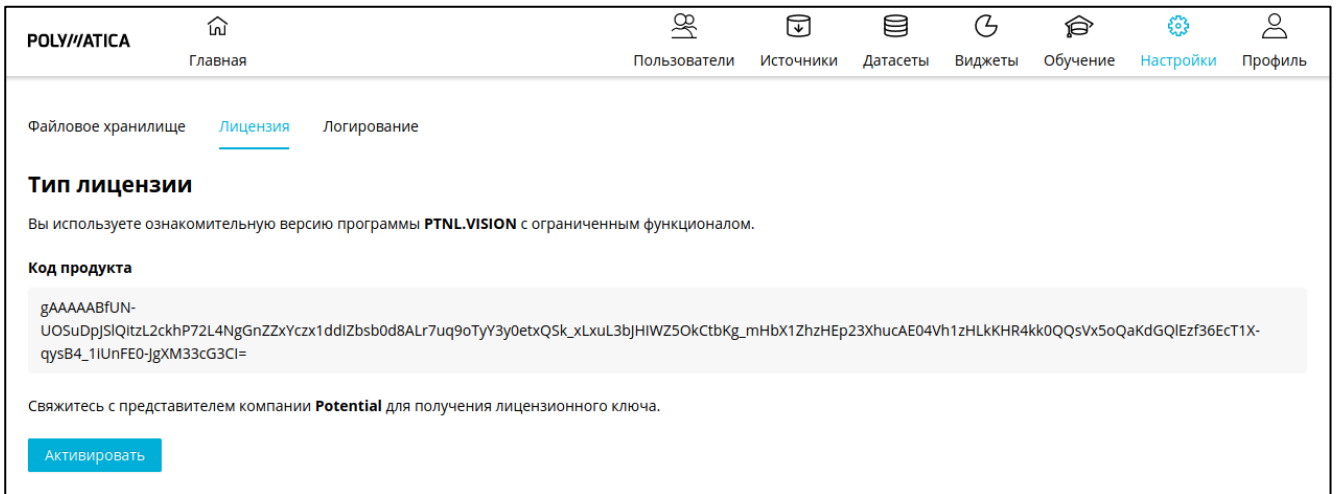 POLYMATICA
Главная
Пользователи
Источники
Датасеты
Виджеты
Обучение
Настройки
Профиль
Файловое хранилище
Лицензия
Логирование
Тип лицензии
Вы используете ознакомительную версию программы PTNL.VISION с ограниченным функционалом.
Код продукта
gAAAAABfUN-
UOSuDpJSlQitzL2ckhP72L4NgGnZZxYczx1ddIZbsb0d8ALr7uq9oTyY3y0etxQSk_xLxuL3bJHIWZ5OkCtbKg_mHbX1ZhzHEp23XhucAE04Vh1zHLkKHR4kk0QQsVx5oQaKdGQlEzf36EcT1X-
qysB4_1iUnFE0-JgXM33cG3CI=
Свяжитесь с представителем компании Potential для получения лицензионного ключа.
Активировать